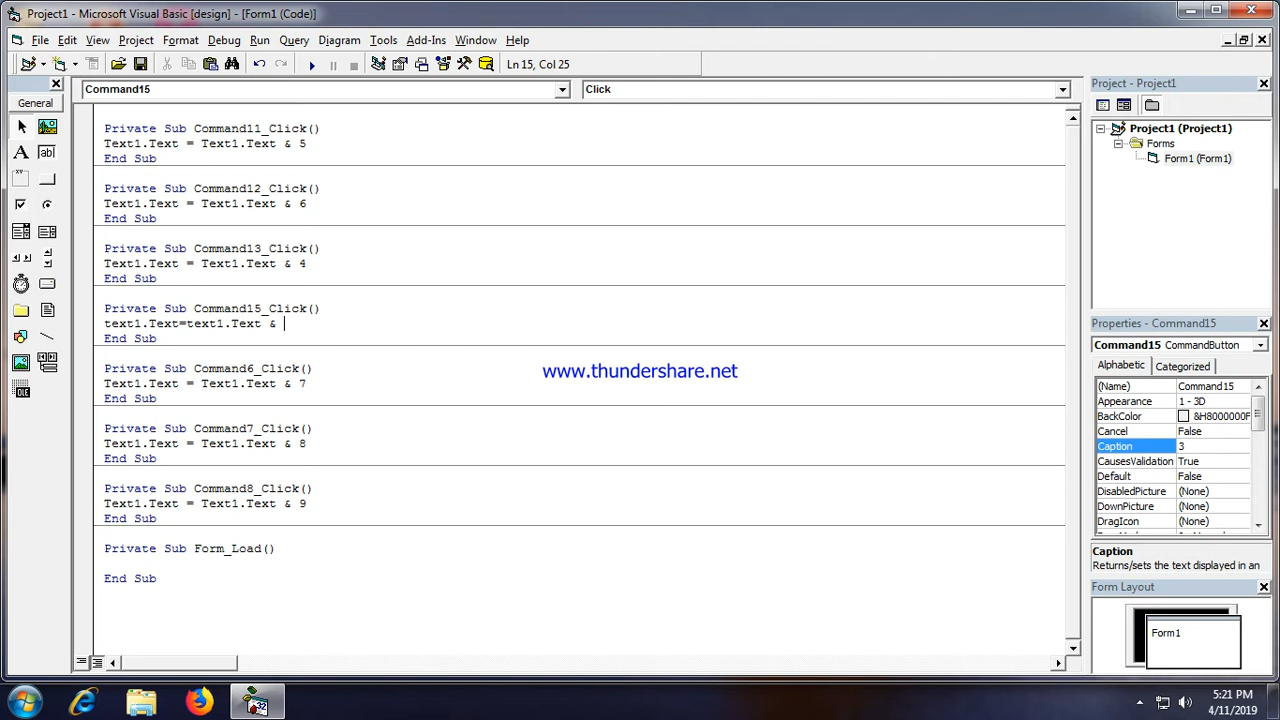 Project1 - Microsoft Visual Basic [design] - [Form1 (Code)]
File Edit View Project Format Debug Run Query Diagram Tools Add-Ins Window Help
Ln 15, Col 25
General
Command15
Click
Private Sub Command11_Click()
Text1.Text = Text1.Text & 5
End Sub
Private Sub Command12_Click()
Text1.Text = Text1.Text & 6
End Sub
Private Sub Command13_Click()
Text1.Text = Text1.Text & 4
End Sub
Private Sub Command15_Click()
text1.Text=text1.Text &
End Sub
Private Sub Command6_Click()
Text1.Text = Text1.Text & 7
End Sub
Private Sub Command7_Click()
Text1.Text = Text1.Text & 8
End Sub
Private Sub Command8_Click()
Text1.Text = Text1.Text & 9
End Sub
Private Sub Form_Load()
End Sub
www.thundershare.net
Project - Project1
Project1 (Project1)
Forms
Form1 (Form1)
Properties - Command15
Command15 CommandButton
Alphabetic Categorized
(Name) Command15
Appearance 1 - 3D
BackColor &H8000000F
Cancel False
Caption 3
CausesValidation True
Default False
DisabledPicture (None)
DownPicture (None)
DragIcon (None)
Caption
Returns/sets the text displayed in an
Form Layout
Form1
5:21 PM
4/11/2019